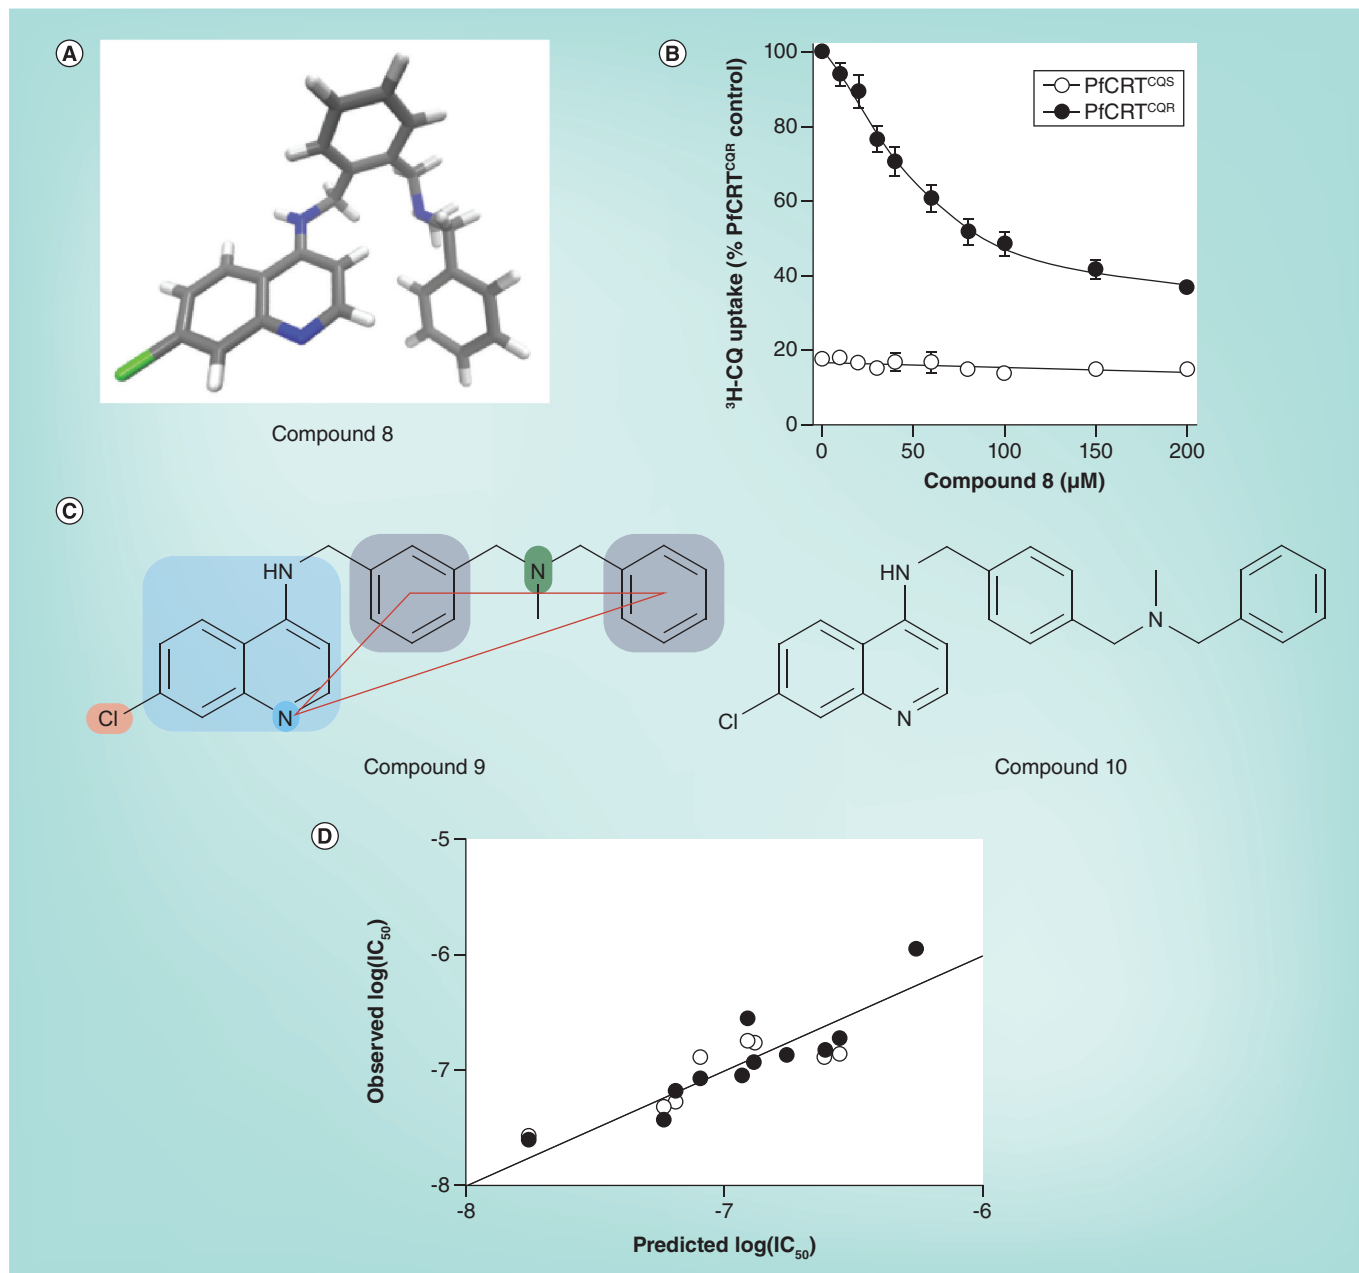 A
Compound 8
B
³H-CQ uptake (% PfCRT^CQR control)
100
80
60
40
20
0
0 50 100 150 200
Compound 8 (µM)
PfCRT^CQS
PfCRT^CQR
C
HN
N
Cl
N
Compound 9
HN
N
Cl
N
Compound 10
D
Observed log(IC₅₀)
-5
-6
-7
-8
-8 -7 -6
Predicted log(IC₅₀)